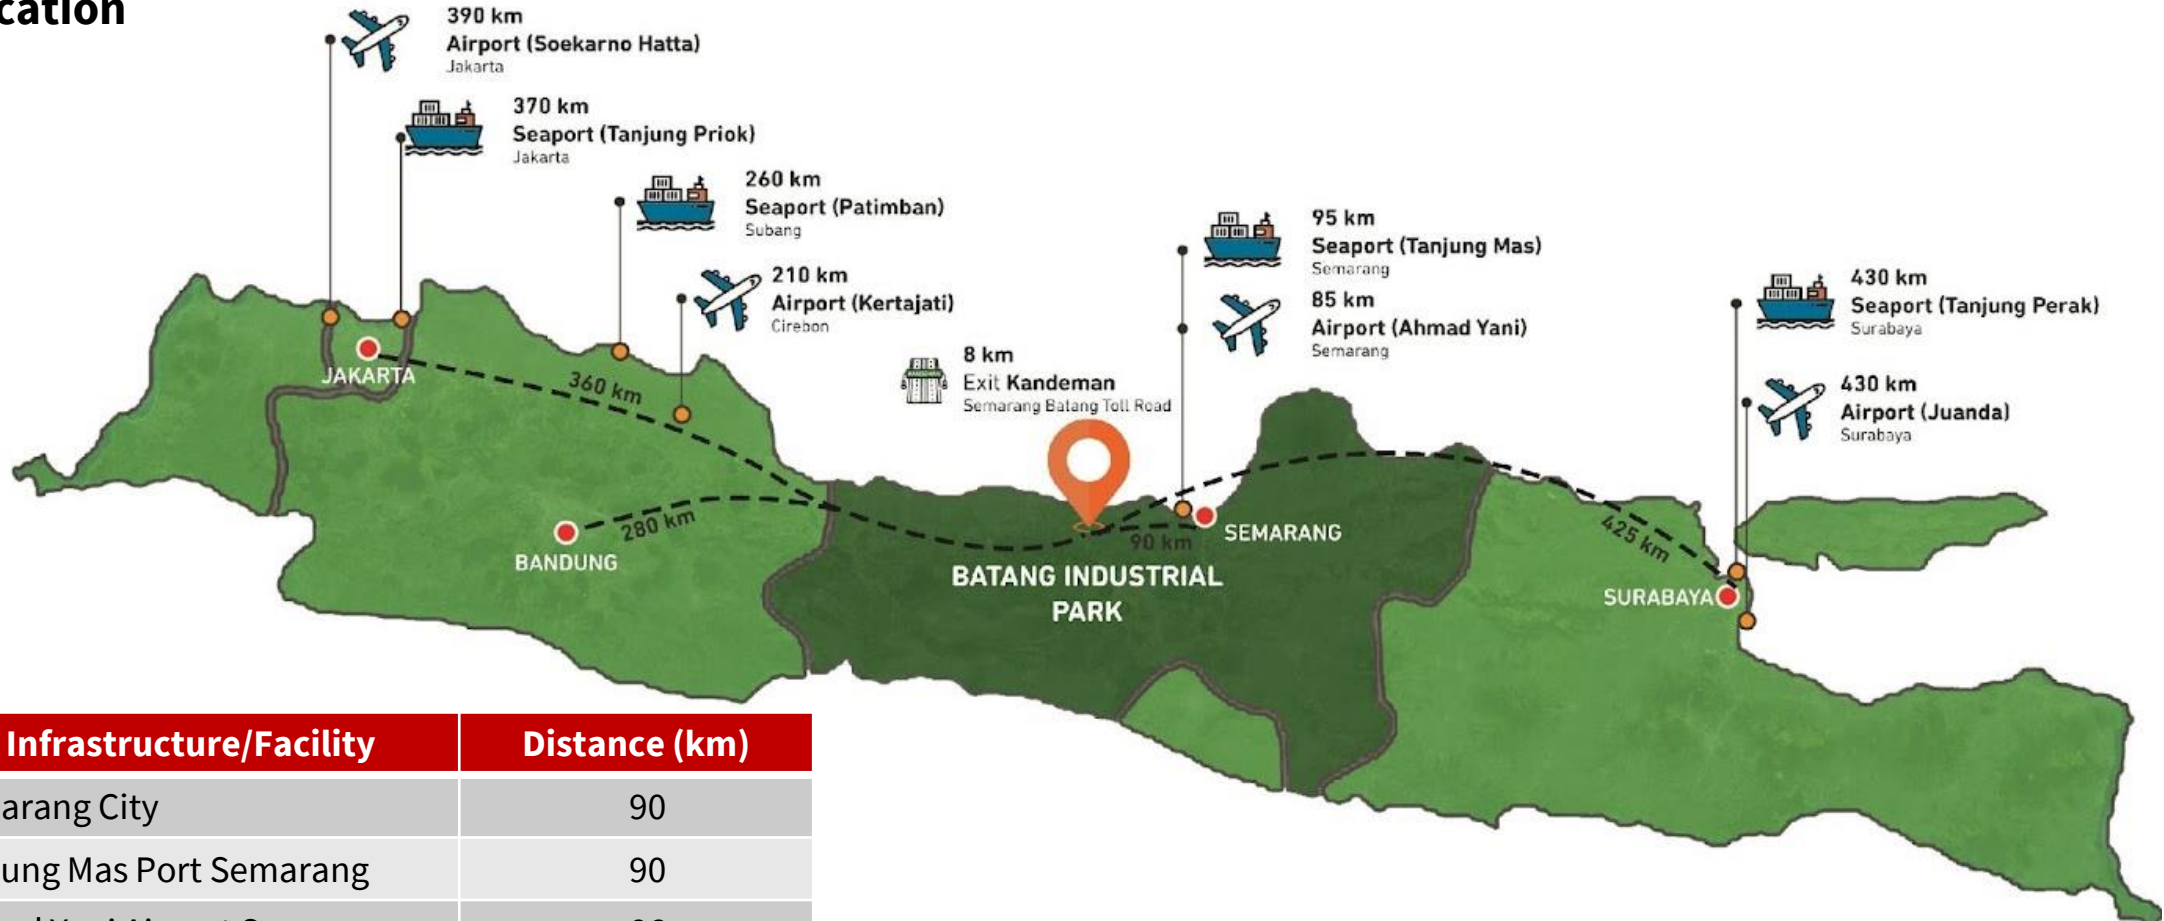 390 km
Airport (Soekarno Hatta)
Jakarta
370 km
Seaport (Tanjung Priok)
Jakarta
260 km
Seaport (Patimban)
Subang
210 km
Airport (Kertajati)
Cirebon
95 km
Seaport (Tanjung Mas)
Semarang
85 km
Airport (Ahmad Yani)
Semarang
430 km
Seaport (Tanjung Perak)
Surabaya
430 km
Airport (Juanda)
Surabaya
8 km
Exit Kandeman
Semarang Batang Toll Road
JAKARTA
360 km
BANDUNG
280 km
90 km
SEMARANG
BATANG INDUSTRIAL
PARK
425 km
SURABAYA
Infrastructure/Facility Distance (km)
arang City 90
ung Mas Port Semarang 90